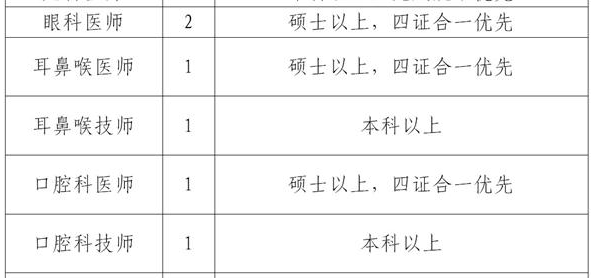 眼科医师 2 硕士以上，四证合一优先
耳鼻喉医师 1 硕士以上，四证合一优先
耳鼻喉技师 1 本科以上
口腔科医师 1 硕士以上，四证合一优先
口腔科技师 1 本科以上